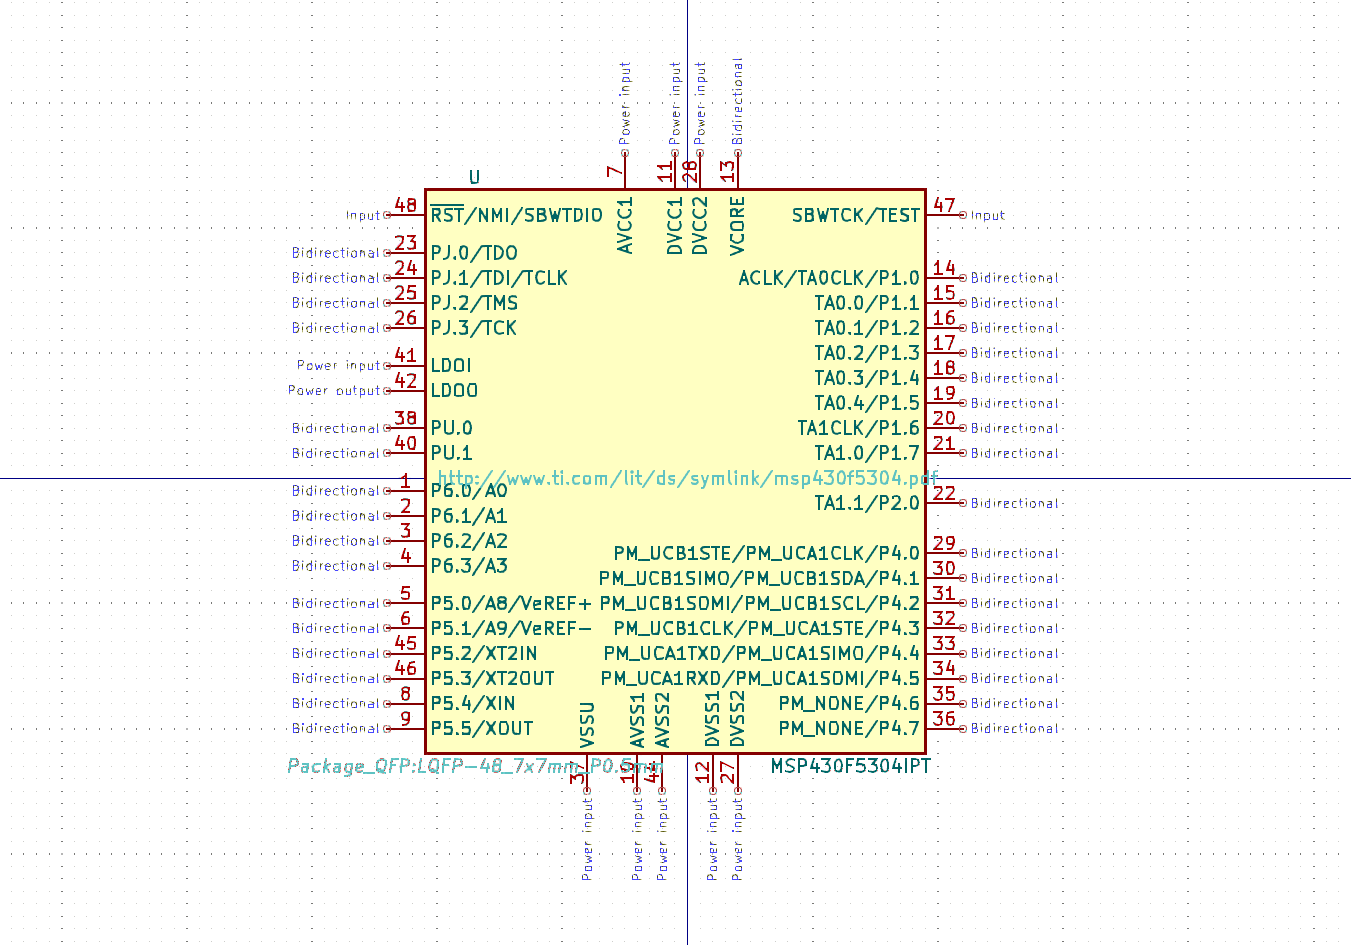 Power input
Power input
Power input
Bidirectional
7
11
28
13
U
Input 48 RST/NMI/SBWTDIO
AVCC1
DVCC1
DVCC2
VCORE
SBWTCK/TEST 47 Input
Bidirectional 23 PJ.0/TDO
Bidirectional 24 PJ.1/TDI/TCLK
ACLK/TA0CLK/P1.0 14 Bidirectional
Bidirectional 25 PJ.2/TMS
TA0.0/P1.1 15 Bidirectional
Bidirectional 26 PJ.3/TCK
TA0.1/P1.2 16 Bidirectional
TA0.2/P1.3 17 Bidirectional
Power input 41 LDOI
TA0.3/P1.4 18 Bidirectional
Power output 42 LDOO
TA0.4/P1.5 19 Bidirectional
Bidirectional 38 PU.0
TA1CLK/P1.6 20 Bidirectional
Bidirectional 40 PU.1
TA1.0/P1.7 21 Bidirectional
http://www.ti.com/lit/ds/symlink/msp430f5304.pdf
Bidirectional 1 P6.0/A0
TA1.1/P2.0 22 Bidirectional
Bidirectional 2 P6.1/A1
Bidirectional 3 P6.2/A2
PM_UCB1STE/PM_UCA1CLK/P4.0 29 Bidirectional
Bidirectional 4 P6.3/A3
PM_UCB1SIMO/PM_UCB1SDA/P4.1 30 Bidirectional
Bidirectional 5 P5.0/A8/VeREF+
PM_UCB1SOMI/PM_UCB1SCL/P4.2 31 Bidirectional
Bidirectional 6 P5.1/A9/VeREF-
PM_UCB1CLK/PM_UCA1STE/P4.3 32 Bidirectional
Bidirectional 45 P5.2/XT2IN
PM_UCA1TXD/PM_UCA1SIMO/P4.4 33 Bidirectional
Bidirectional 46 P5.3/XT2OUT
PM_UCA1RXD/PM_UCA1SOMI/P4.5 34 Bidirectional
Bidirectional 8 P5.4/XIN
PM_NONE/P4.6 35 Bidirectional
Bidirectional 9 P5.5/XOUT
PM_NONE/P4.7 36 Bidirectional
VSSU
AVSS1
AVSS2
DVSS1
DVSS2
Package_QFP:LQFP-48_7x7mm_P0.5mm
MSP430F5304IPT
37
44
12
27
Power input
Power input
Power input
Power input
Power input